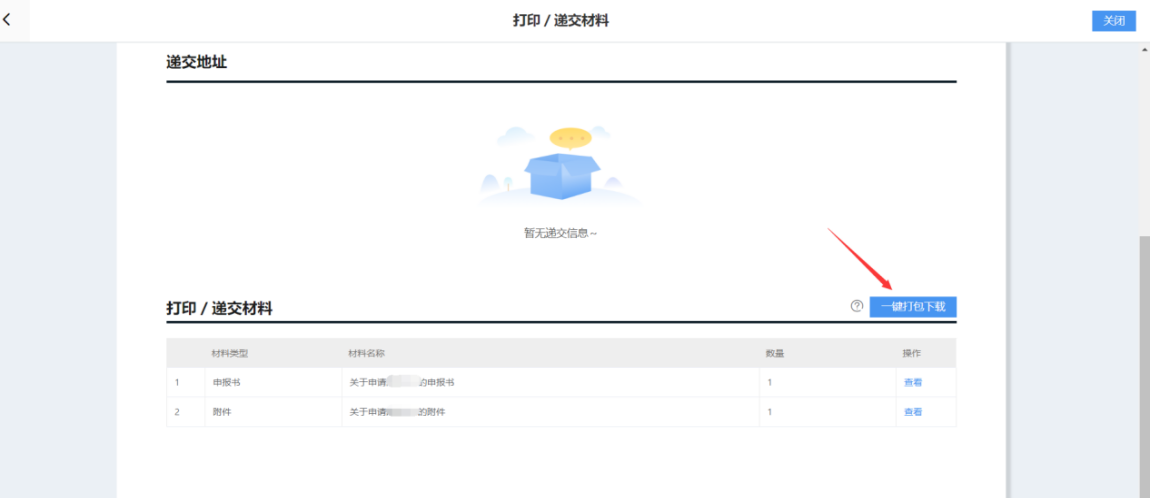 打印 / 递交材料
关闭
递交地址
暂无递交信息~
打印 / 递交材料
一键打包下载
材料类型 材料名称 数量 操作
1 申报书 关于申请 的申报书 1 查看
2 附件 关于申请 的附件 1 查看